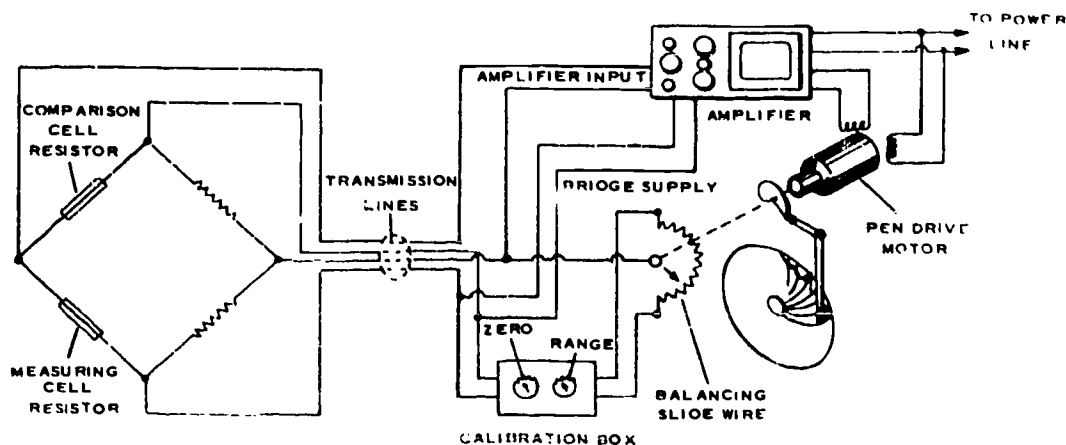 TO POWER
LINE
AMPLIFIER INPUT
AMPLIFIER
COMPARISON
CELL
RESISTOR
TRANSMISSION
LINES
BRIDGE SUPPLY
PEN DRIVE
MOTOR
ZERO
RANGE
MEASURING CELL
RESISTOR
BALANCING
SLIDE WIRE
CALIBRATION BOX